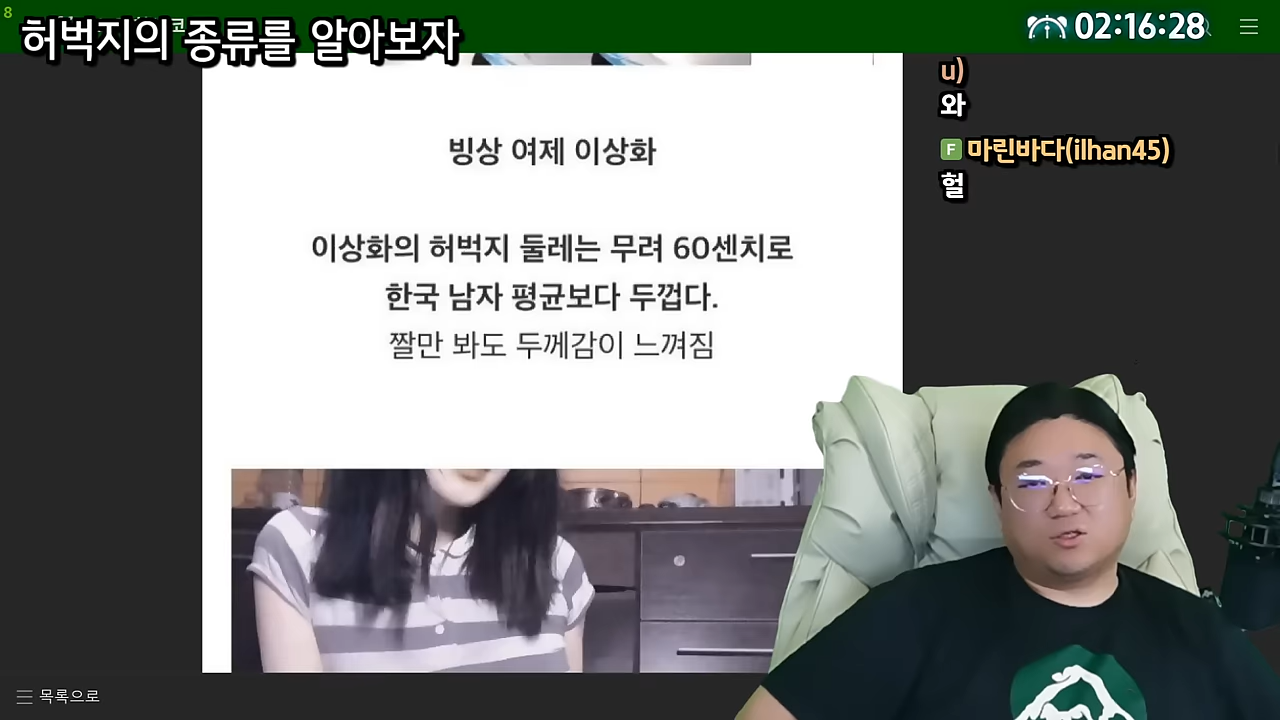 8
허벅지의 종류를 알아보자
02:16:28
u)
와
F 마린바다(ilhan45)
헐
빙상 여제 이상화
이상화의 허벅지 둘레는 무려 60센치로
한국 남자 평균보다 두껍다.
짤만 봐도 두께감이 느껴짐
목록으로